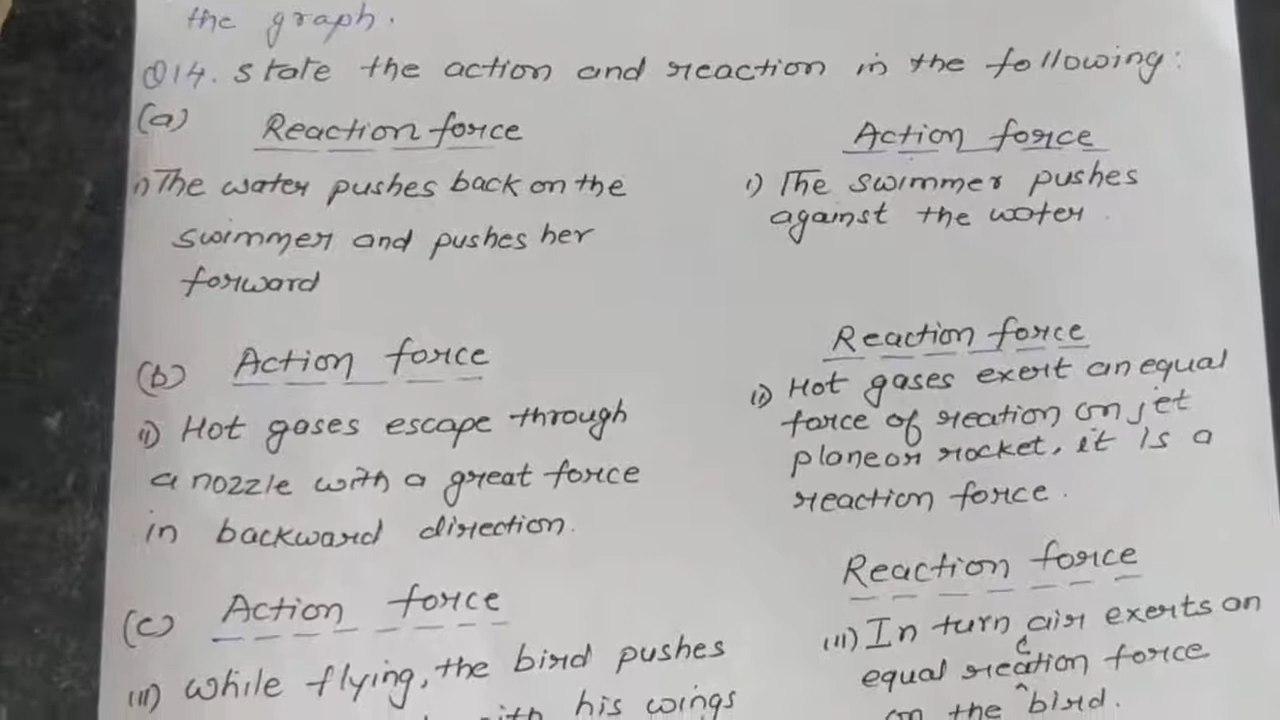 the graph.
Q14. state the action and reaction in the following:
(a) Reaction force
i) The water pushes back on the
swimmer and pushes her
forward
Action force
i) The swimmer pushes
against the water.
(b) Action force
ii) Hot gases escape through
a nozzle with a great force
in backward direction.
Reaction force
ii) Hot gases exert an equal
force of reation on jet
plane or rocket, it is a
reaction force.
(c) Action force
iii) while flying, the bird pushes
with his wings
Reaction force
iii) In turn air exerts an
equal reaction force
on the bird.